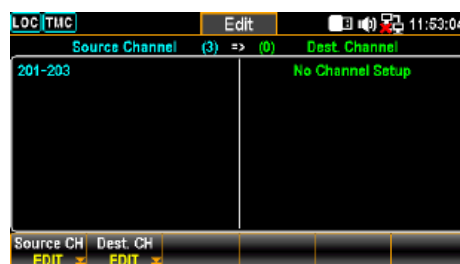 LOC TMC Edit 11:53:04
Source Channel (3) => (0) Dest. Channel
201-203 No Channel Setup
Source CH Dest. CH
EDIT EDIT